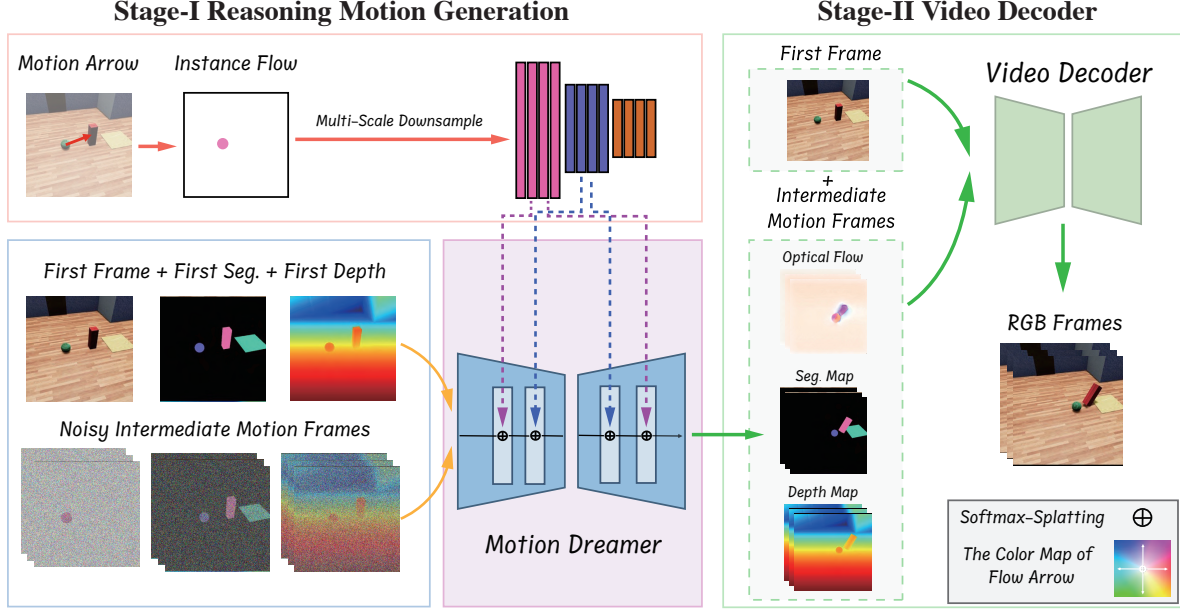 Stage-I Reasoning Motion Generation
Motion Arrow
Instance Flow
Multi-Scale Downsample
First Frame + First Seg. + First Depth
Noisy Intermediate Motion Frames
Motion Dreamer
Stage-II Video Decoder
First Frame
+
Intermediate
Motion Frames
Optical Flow
Seg. Map
Depth Map
Video Decoder
RGB Frames
Softmax-Splatting
The Color Map of
Flow Arrow